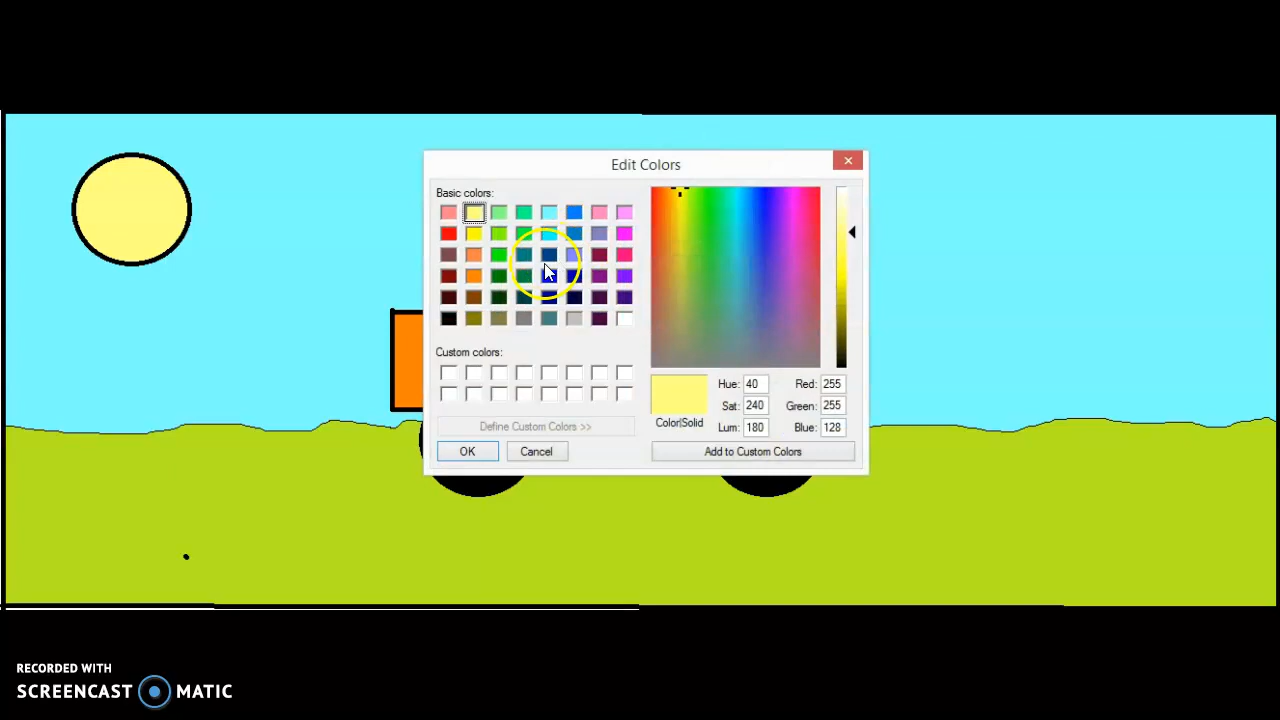 Edit Colors
Basic colors:
Custom colors:
Define Custom Colors >>
OK Cancel
Color|Solid
Hue: 40 Red: 255
Sat: 240 Green: 255
Lum: 180 Blue: 128
Add to Custom Colors
RECORDED WITH
SCREENCAST MATIC